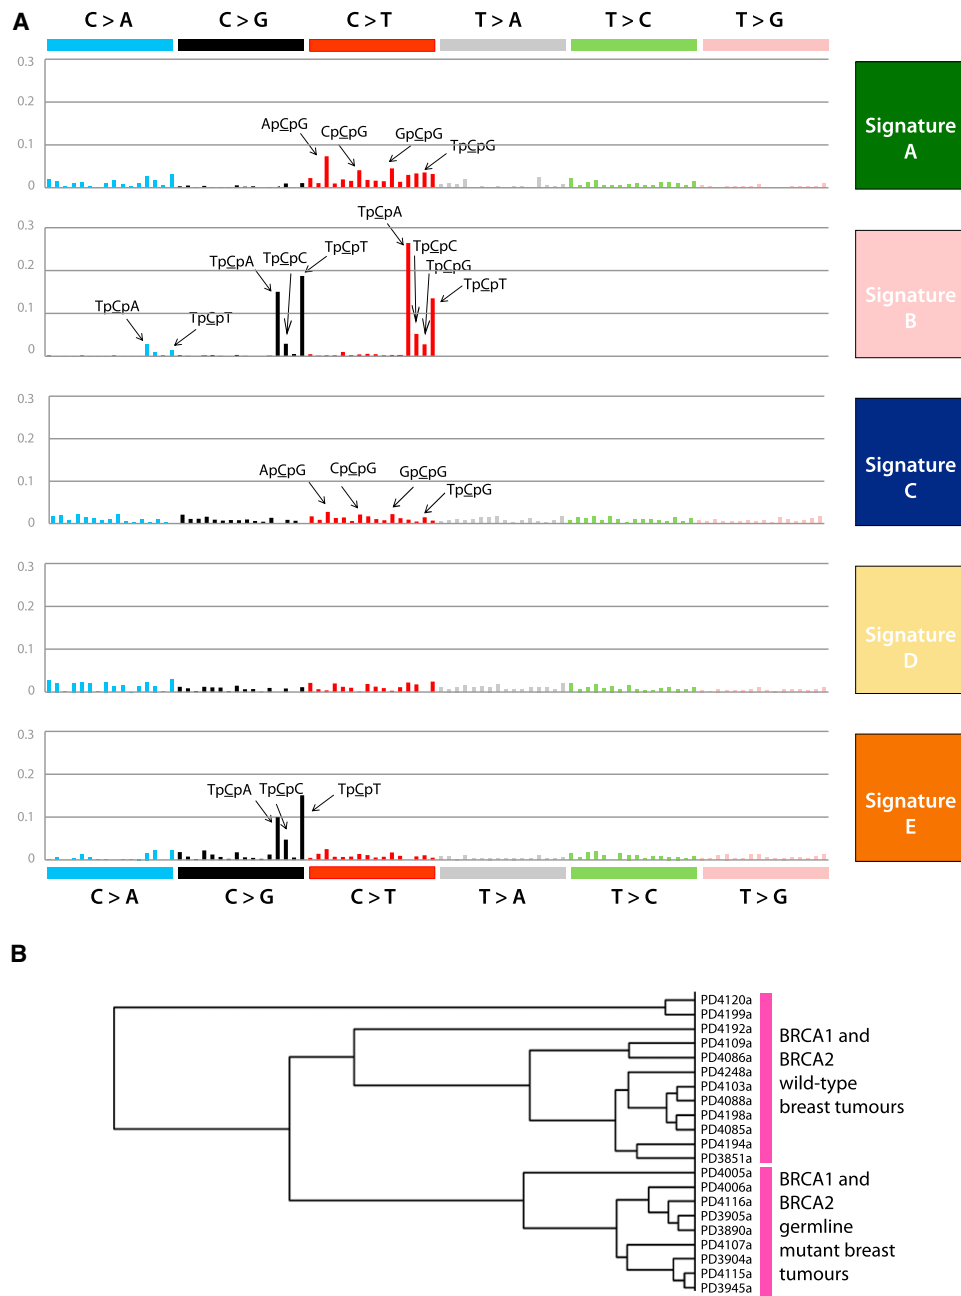 A
C > A C > G C > T T > A T > C T > G
0.3
0.2
0.1
0
ApCpG
CpCpG
GpCpG
TpCpG
Signature
A
0.3
0.2
0.1
0
TpCpA
TpCpT
TpCpA
TpCpC
TpCpT
TpCpA
TpCpC
TpCpG
TpCpT
Signature
B
0.3
0.2
0.1
0
ApCpG
CpCpG
GpCpG
TpCpG
Signature
C
0.3
0.2
0.1
0
Signature
D
0.3
0.2
0.1
0
TpCpA
TpCpC
TpCpT
Signature
E
C > A C > G C > T T > A T > C T > G
B
PD4120a
PD4199a
PD4192a
PD4109a
PD4086a
PD4248a
PD4103a
PD4088a
PD4198a
PD4085a
PD4194a
PD3851a
BRCA1 and
BRCA2
wild-type
breast tumours
PD4005a
PD4006a
PD4116a
PD3905a
PD3890a
PD4107a
PD3904a
PD4115a
PD3945a
BRCA1 and
BRCA2
germline
mutant breast
tumours